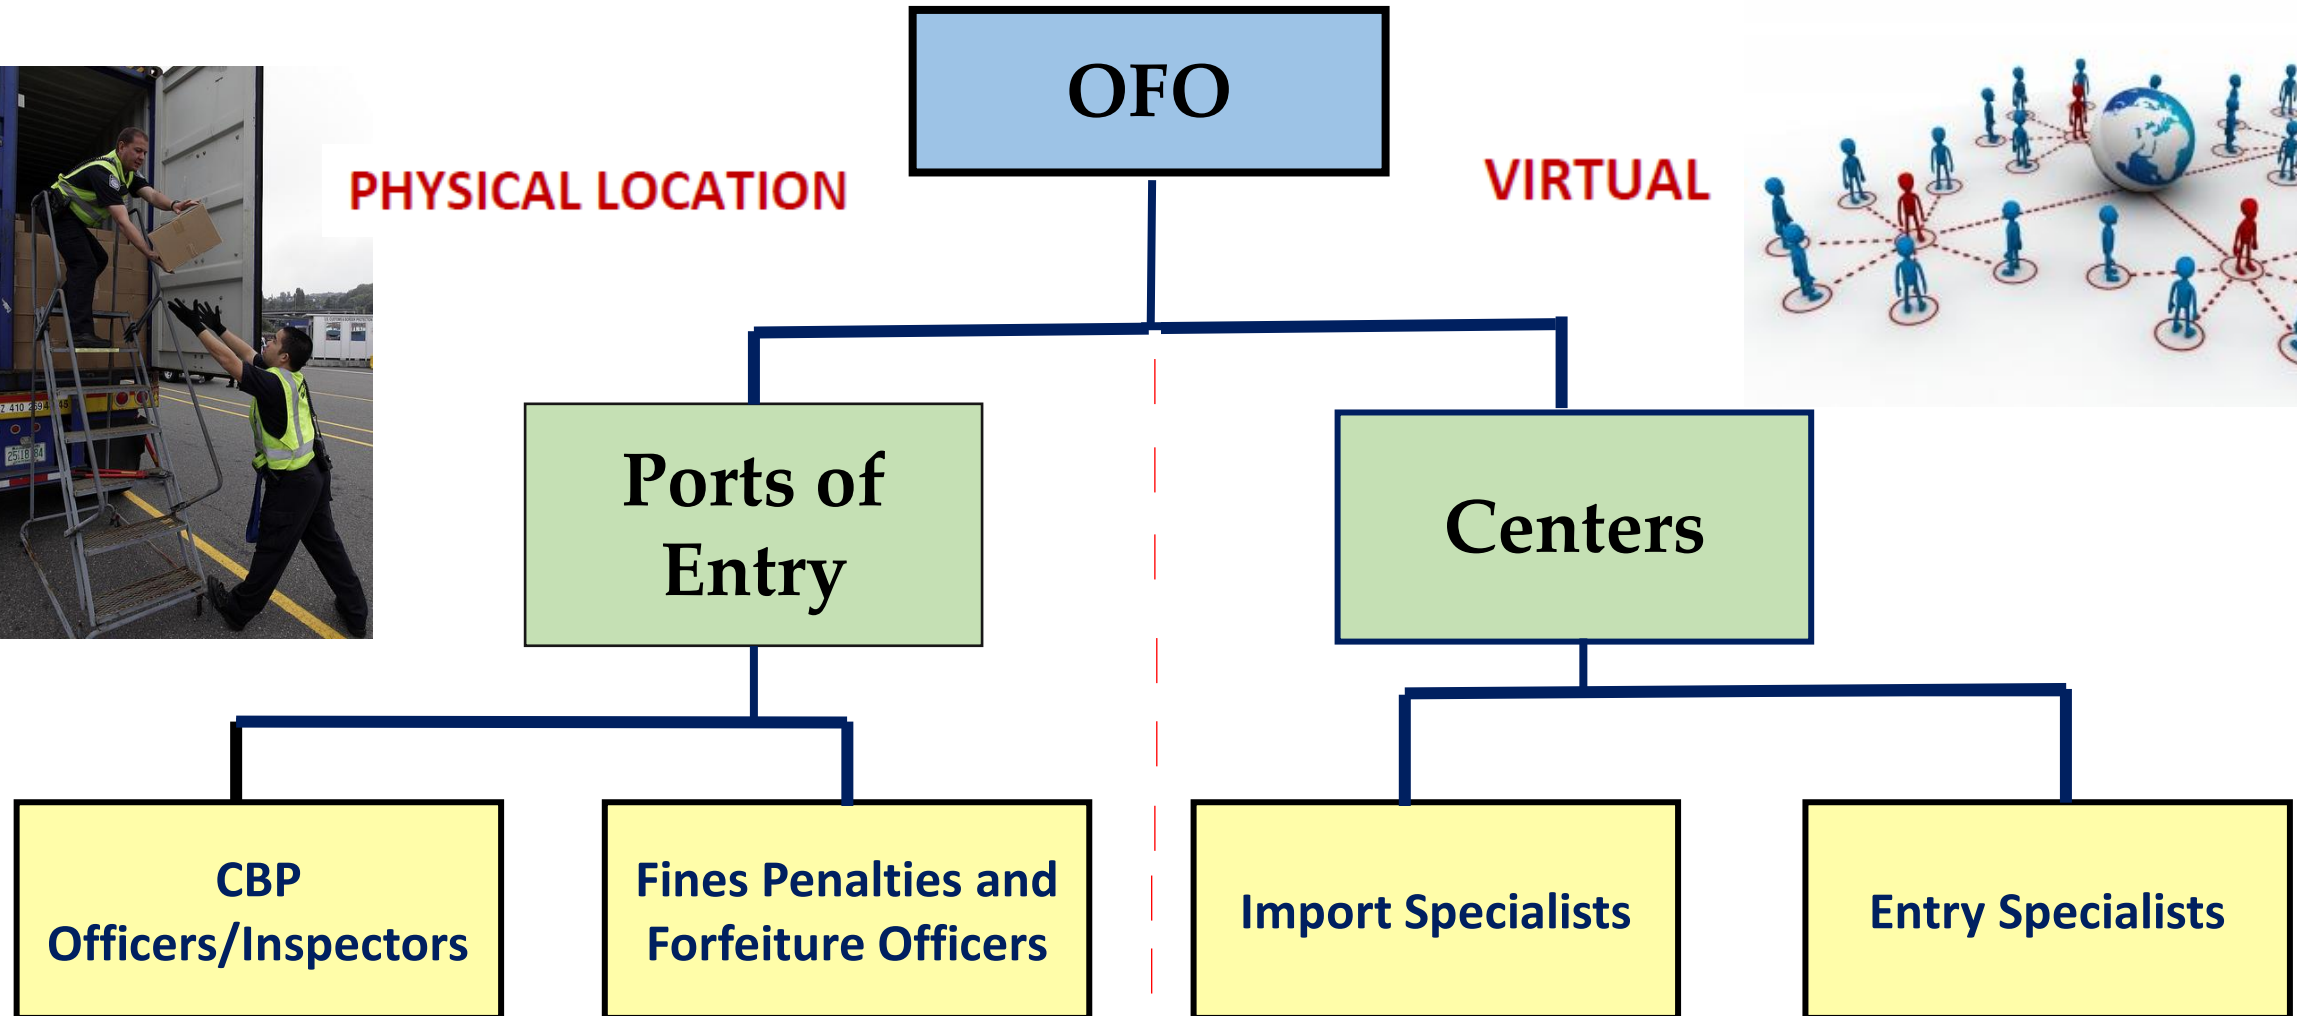 OFO
PHYSICAL LOCATION
VIRTUAL
Ports of
Entry
Centers
CBP
Officers/Inspectors
Fines Penalties and
Forfeiture Officers
Import Specialists
Entry Specialists